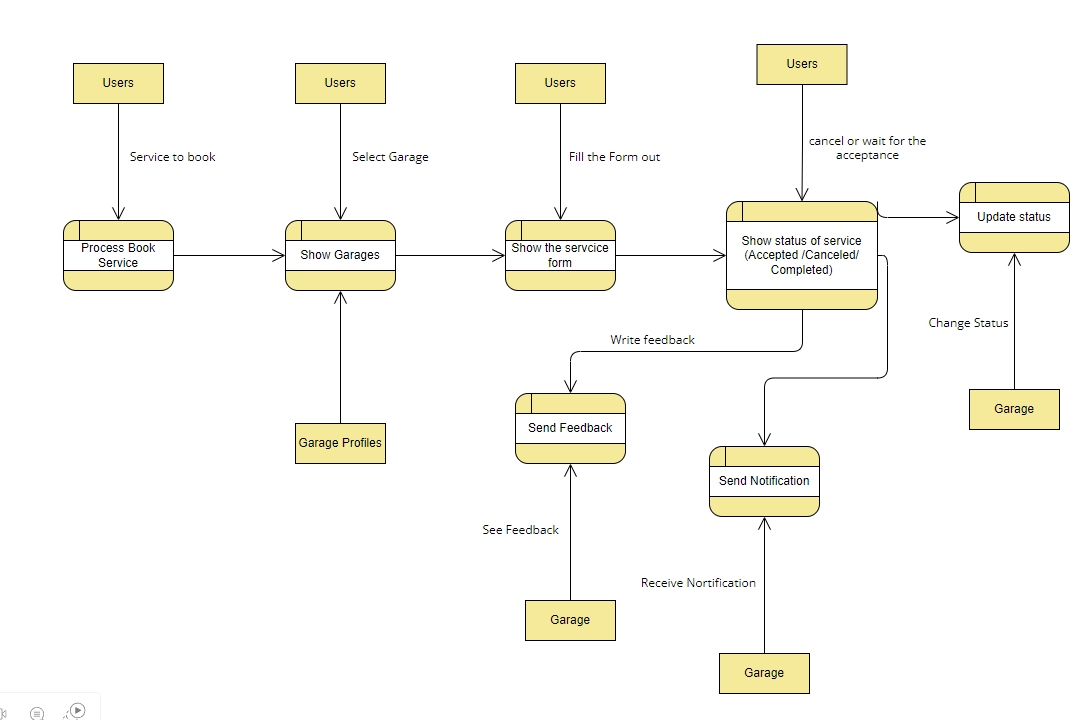 Users
Users
Users
Users
Service to book
Select Garage
Fill the Form out
cancel or wait for the
acceptance
Process Book
Service
Show Garages
Show the servcice
form
Show status of service
(Accepted /Canceled/
Completed)
Update status
Write feedback
Change Status
Garage
Garage Profiles
Send Feedback
Send Notification
See Feedback
Receive Nortification
Garage
Garage